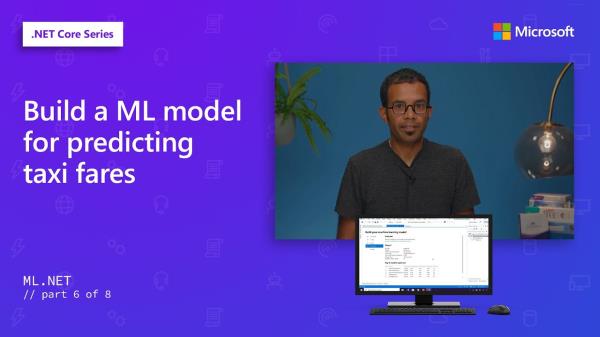 .NET Core Series
Microsoft
Build a ML model
for predicting
taxi fares
ML.NET
// part 6 of 8